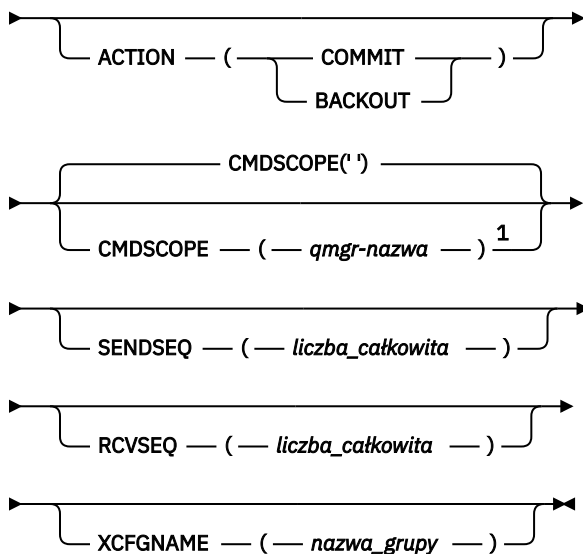 ACTION — ( COMMIT )
BACKOUT
CMDSCOPE(' ')
CMDSCOPE — ( — qmgr-nazwa — ) 1
SENDSEQ — ( — liczba_całkowita — )
RCVSEQ — ( — liczba_całkowita — )
XCFGNAME — ( — nazwa_grupy — )